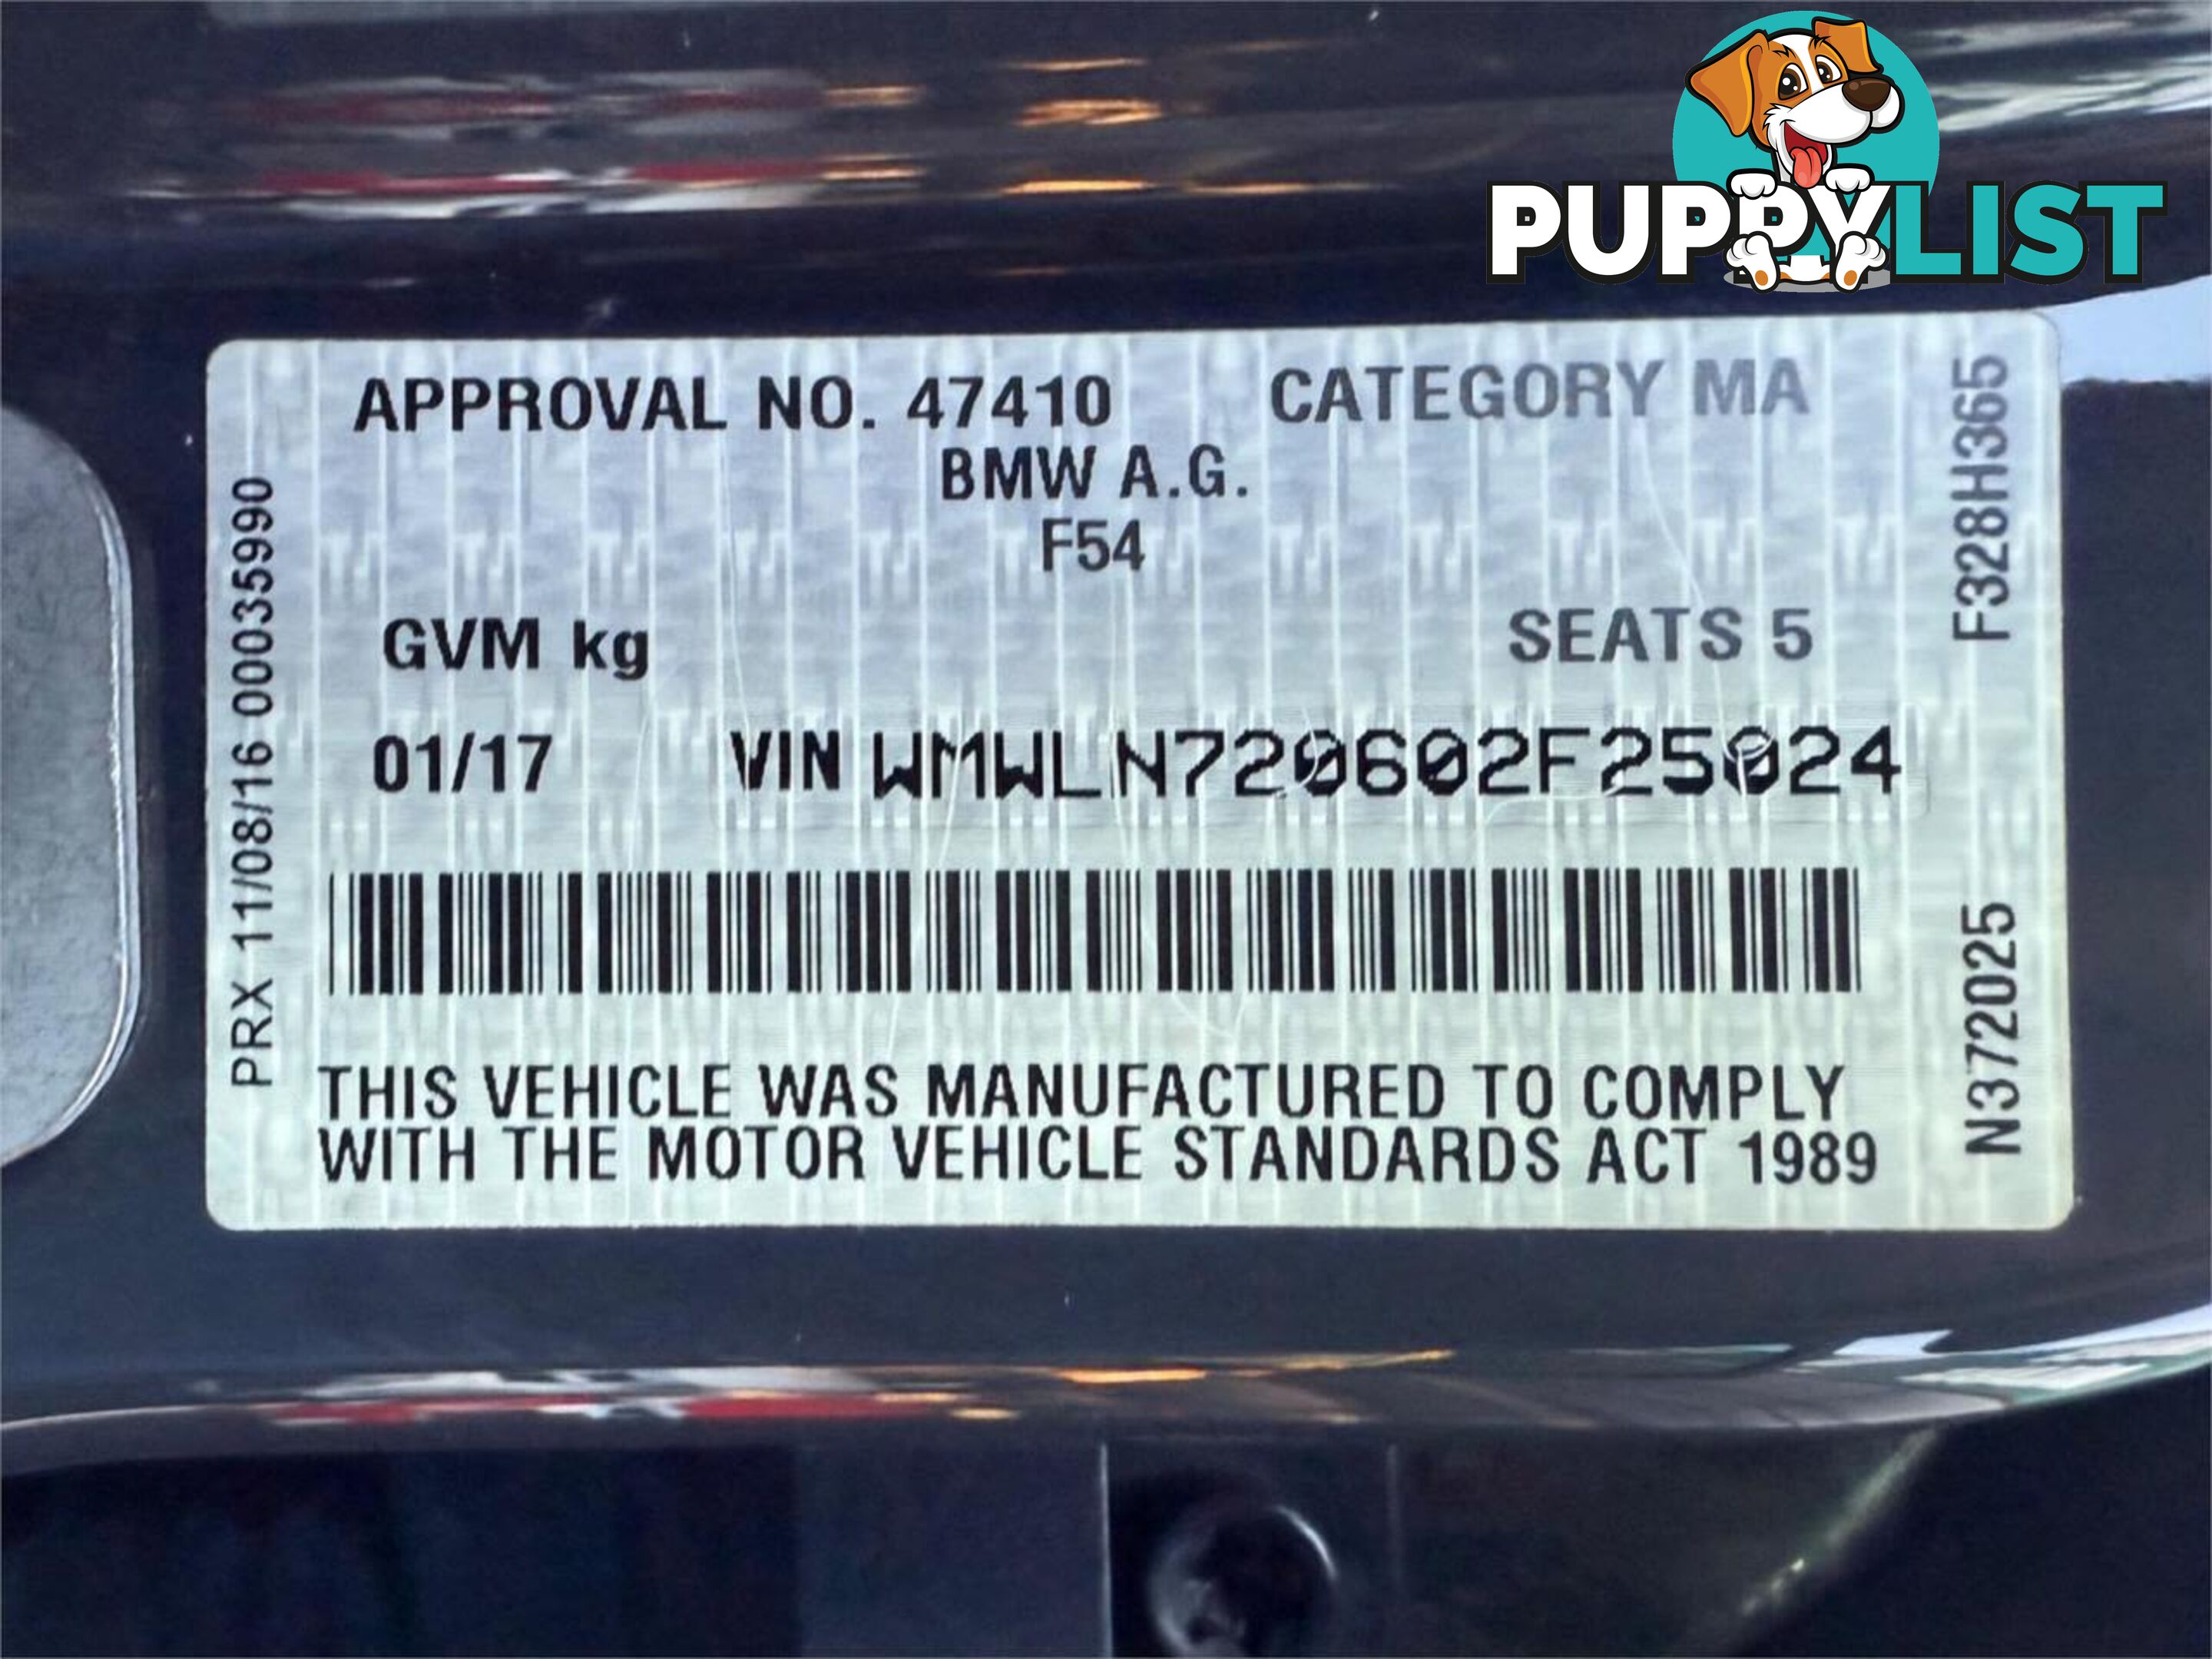 PUPPYLIST
APPROVAL NO. 47410 CATEGORY MA
BMW A.G.
F54
GVM kg SEATS 5
01/17 VIN WMWLN720602F25024
THIS VEHICLE WAS MANUFACTURED TO COMPLY
WITH THE MOTOR VEHICLE STANDARDS ACT 1989
PRX 11/08/16 000359990
F328H365
N372025